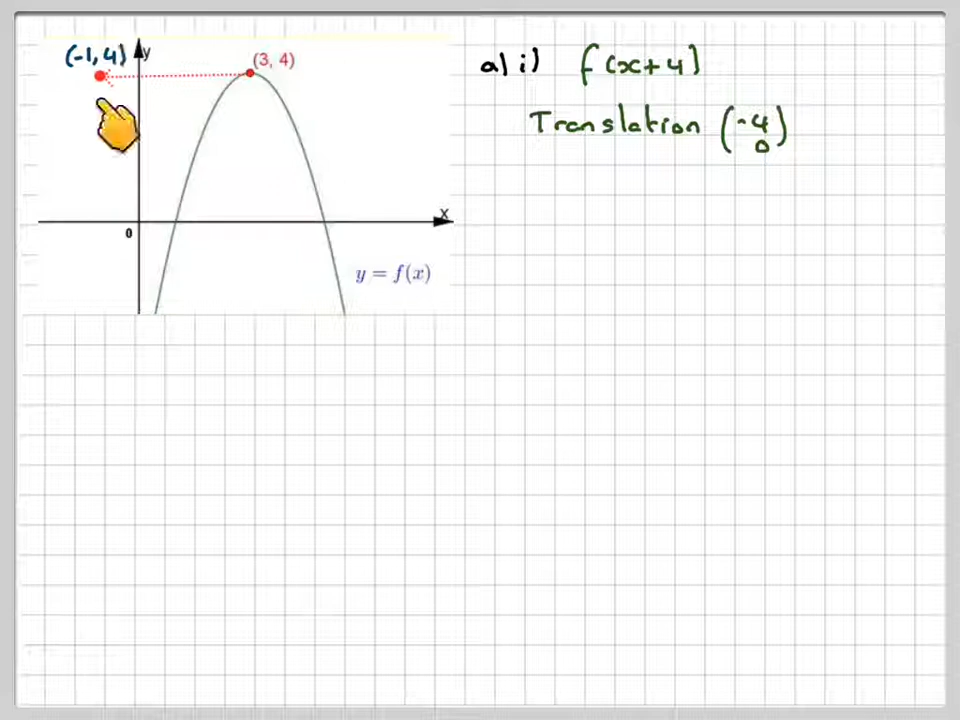 (-1,4)
y
(3, 4)
x
0
y = f(x)
a) i) f(x+4)
Translation (-4
0)